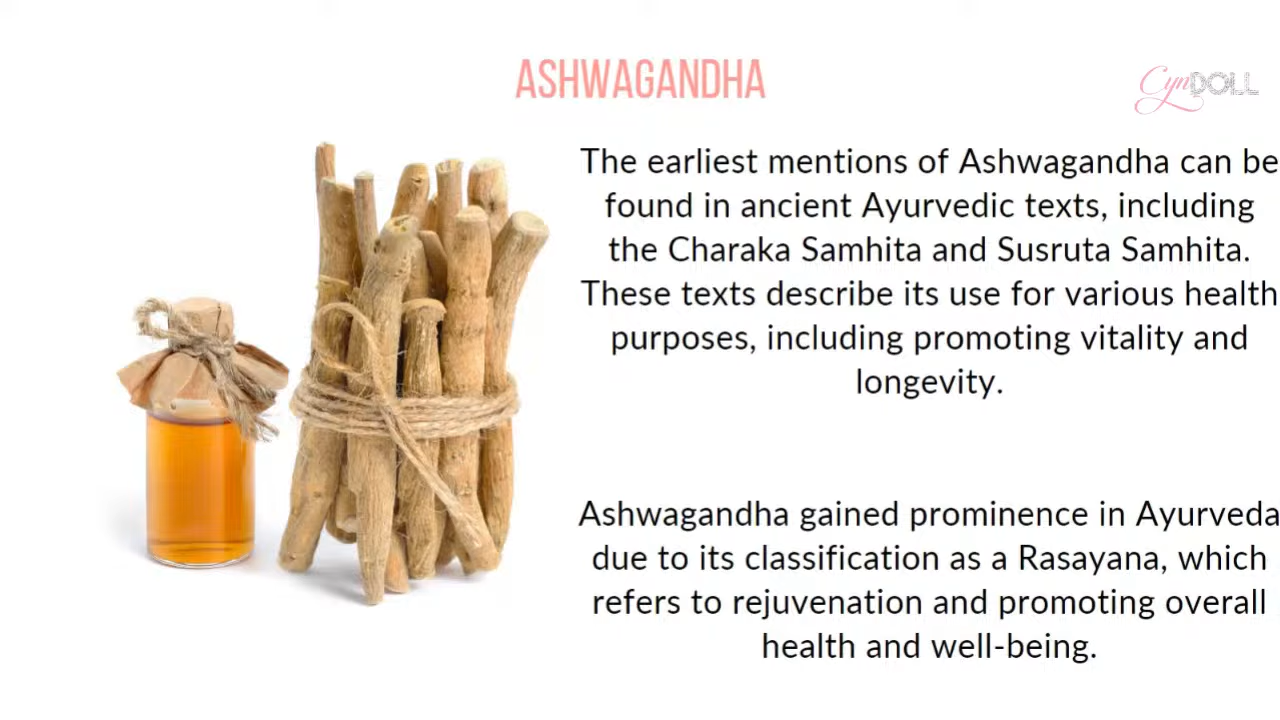 ASHWAGANDHA
CynDOLL
The earliest mentions of Ashwagandha can be
found in ancient Ayurvedic texts, including
the Charaka Samhita and Susruta Samhita.
These texts describe its use for various health
purposes, including promoting vitality and
longevity.
Ashwagandha gained prominence in Ayurveda
due to its classification as a Rasayana, which
refers to rejuvenation and promoting overall
health and well-being.